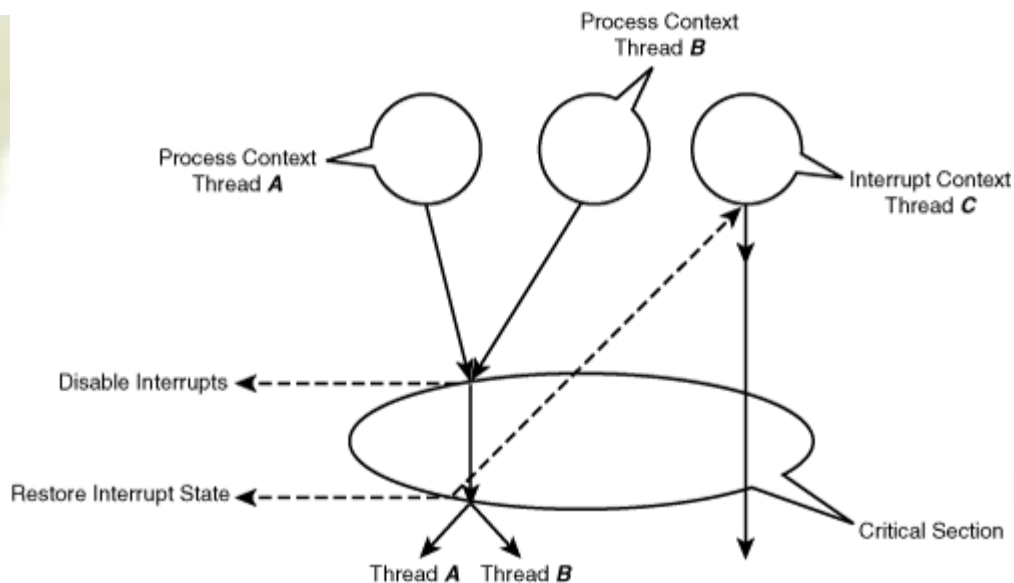 Process Context
Thread B
Process Context
Thread A
Interrupt Context
Thread C
Disable Interrupts
Restore Interrupt State
Critical Section
Thread A Thread B